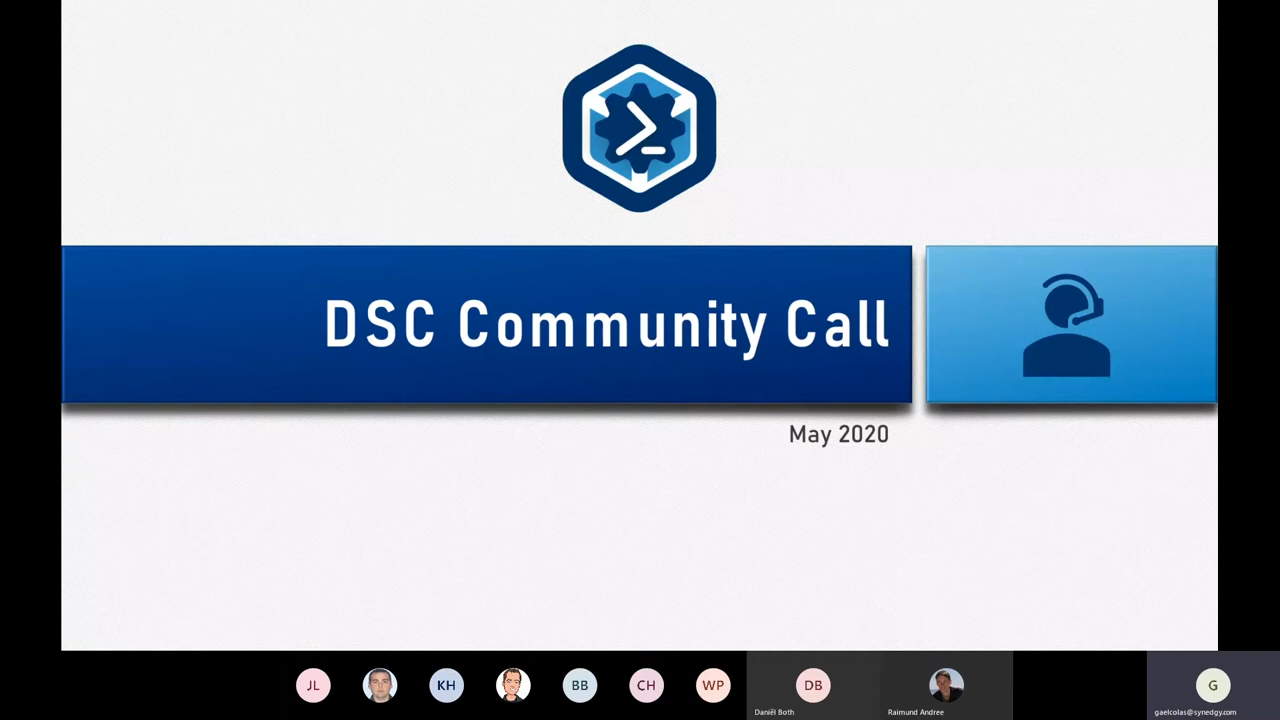 DSC Community Call
May 2020
JL
KH
BB
CH
WP
DB
G
Daniël Both
Raimund Andree
gaelcolas@synedgy.com